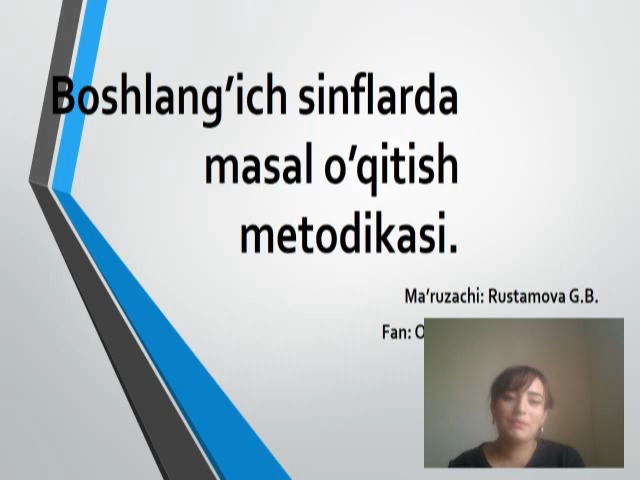 Boshlang’ich sinflarda
masal o’qitish
metodikasi.
Ma’ruzachi: Rustamova G.B.
Fan: